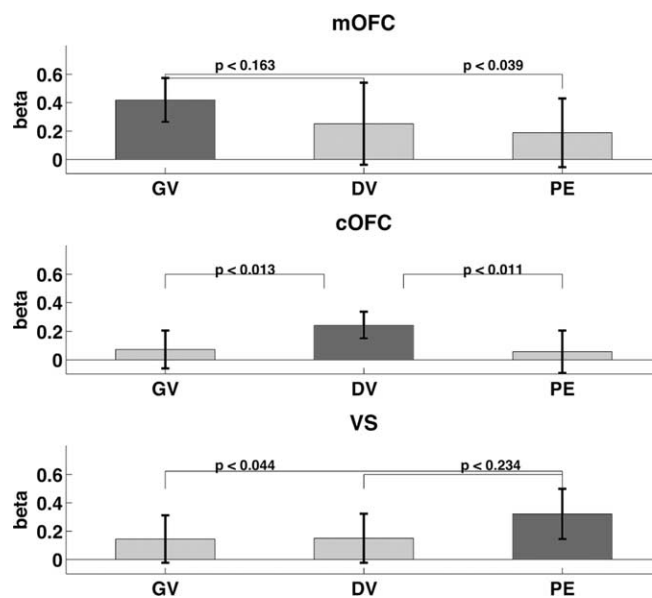 mOFC
p < 0.163 p < 0.039
0.6
0.4
0.2
0
beta
GV DV PE
cOFC
p < 0.013 p < 0.011
0.6
0.4
0.2
0
beta
GV DV PE
VS
p < 0.044 p < 0.234
0.6
0.4
0.2
0
beta
GV DV PE